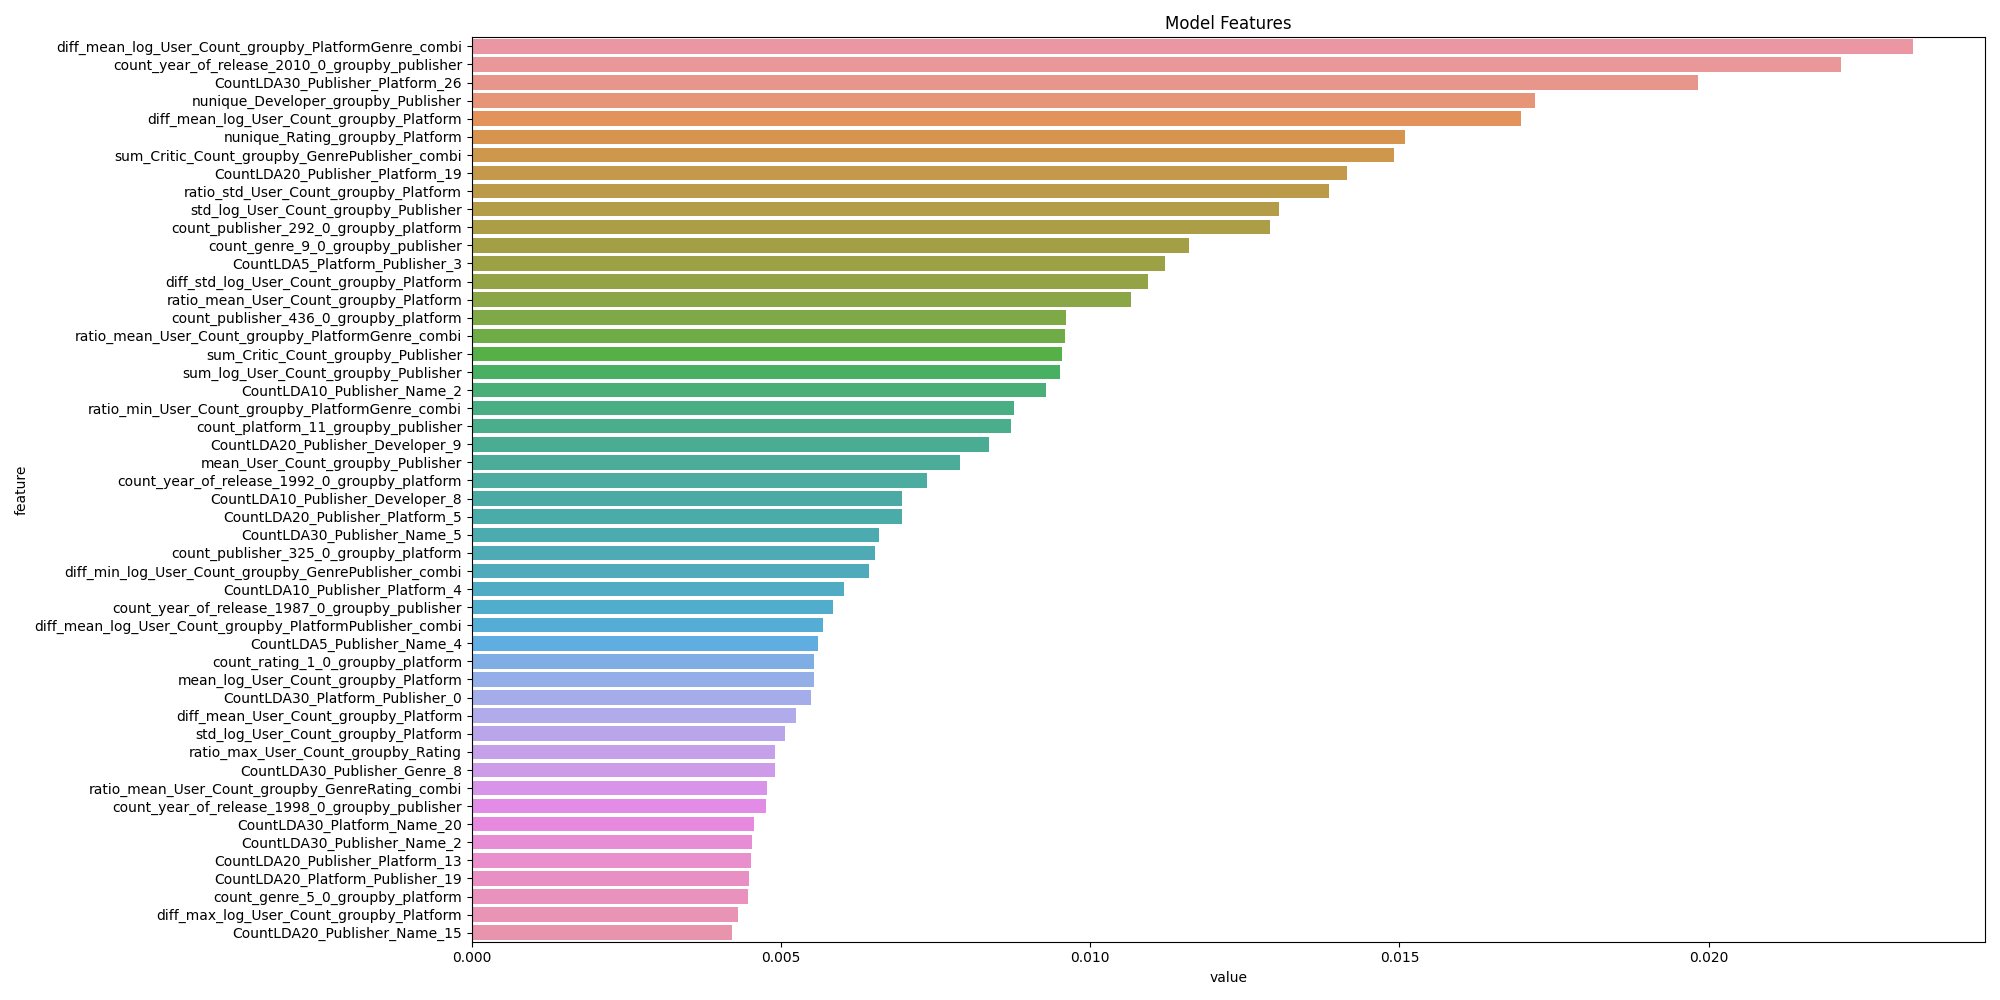 Model Features
diff_mean_log_User_Count_groupby_PlatformGenre_combi
count_year_of_release_2010_0_groupby_publisher
CountLDA30_Publisher_Platform_26
nunique_Developer_groupby_Publisher
diff_mean_log_User_Count_groupby_Platform
nunique_Rating_groupby_Platform
sum_Critic_Count_groupby_GenrePublisher_combi
CountLDA20_Publisher_Platform_19
ratio_std_User_Count_groupby_Platform
std_log_User_Count_groupby_Publisher
count_publisher_292_0_groupby_platform
count_genre_9_0_groupby_publisher
CountLDA5_Platform_Publisher_3
diff_std_log_User_Count_groupby_Platform
ratio_mean_User_Count_groupby_Platform
count_publisher_436_0_groupby_platform
ratio_mean_User_Count_groupby_PlatformGenre_combi
sum_Critic_Count_groupby_Publisher
sum_log_User_Count_groupby_Publisher
CountLDA10_Publisher_Name_2
ratio_min_User_Count_groupby_PlatformGenre_combi
count_platform_11_groupby_publisher
CountLDA20_Publisher_Developer_9
mean_User_Count_groupby_Publisher
count_year_of_release_1992_0_groupby_platform
CountLDA10_Publisher_Developer_8
CountLDA20_Publisher_Platform_5
CountLDA30_Publisher_Name_5
count_publisher_325_0_groupby_platform
diff_min_log_User_Count_groupby_GenrePublisher_combi
CountLDA10_Publisher_Platform_4
count_year_of_release_1987_0_groupby_publisher
diff_mean_log_User_Count_groupby_PlatformPublisher_combi
CountLDA5_Publisher_Name_4
count_rating_1_0_groupby_platform
mean_log_User_Count_groupby_Platform
CountLDA30_Platform_Publisher_0
diff_mean_User_Count_groupby_Platform
std_log_User_Count_groupby_Platform
ratio_max_User_Count_groupby_Rating
CountLDA30_Publisher_Genre_8
ratio_mean_User_Count_groupby_GenreRating_combi
count_year_of_release_1998_0_groupby_publisher
CountLDA30_Platform_Name_20
CountLDA30_Publisher_Name_2
CountLDA20_Publisher_Platform_13
CountLDA20_Platform_Publisher_19
count_genre_5_0_groupby_platform
diff_max_log_User_Count_groupby_Platform
CountLDA20_Publisher_Name_15
feature
0.000 0.005 0.010 0.015 0.020
value